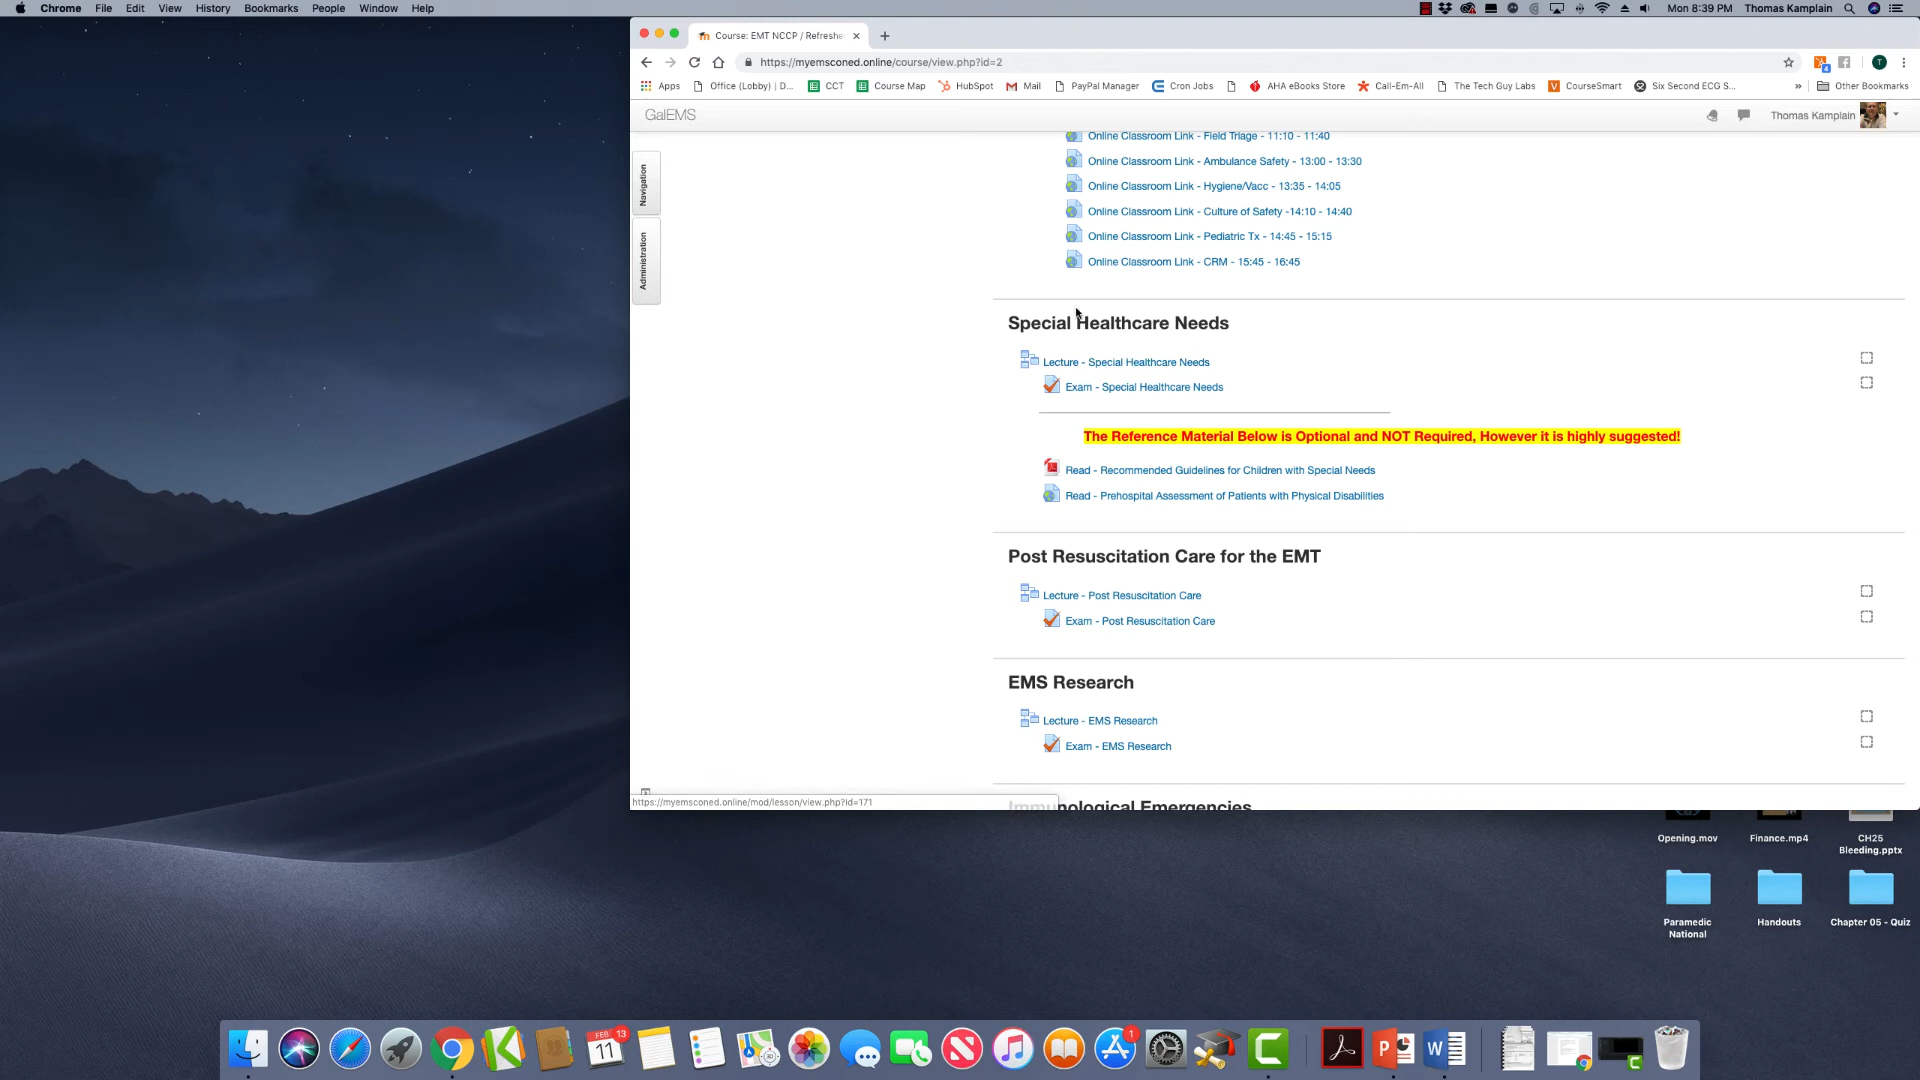 Chrome File Edit View History Bookmarks People Window Help
Mon 8:39 PM Thomas Kamplain
Course: EMT NCCP / Refreshe
https://myemsconed.online/course/view.php?id=2
Apps Office (Lobby) | D... CCT Course Map HubSpot Mail PayPal Manager Cron Jobs AHA eBooks Store Call-Em-All The Tech Guy Labs CourseSmart Six Second ECG S... » Other Bookmarks
GalEMS
Thomas Kamplain
Navigation
Administration
Online Classroom Link - Field Triage - 11:10 - 11:40
Online Classroom Link - Ambulance Safety - 13:00 - 13:30
Online Classroom Link - Hygiene/Vacc - 13:35 - 14:05
Online Classroom Link - Culture of Safety -14:10 - 14:40
Online Classroom Link - Pediatric Tx - 14:45 - 15:15
Online Classroom Link - CRM - 15:45 - 16:45
Special Healthcare Needs
Lecture - Special Healthcare Needs
Exam - Special Healthcare Needs
The Reference Material Below is Optional and NOT Required, However it is highly suggested!
Read - Recommended Guidelines for Children with Special Needs
Read - Prehospital Assessment of Patients with Physical Disabilities
Post Resuscitation Care for the EMT
Lecture - Post Resuscitation Care
Exam - Post Resuscitation Care
EMS Research
Lecture - EMS Research
Exam - EMS Research
Immunological Emergencies
https://myemsconed.online/mod/lesson/view.php?id=171
Opening.mov
Finance.mp4
CH25 Bleeding.pptx
Paramedic National
Handouts
Chapter 05 - Quiz
FEB 11
13
1